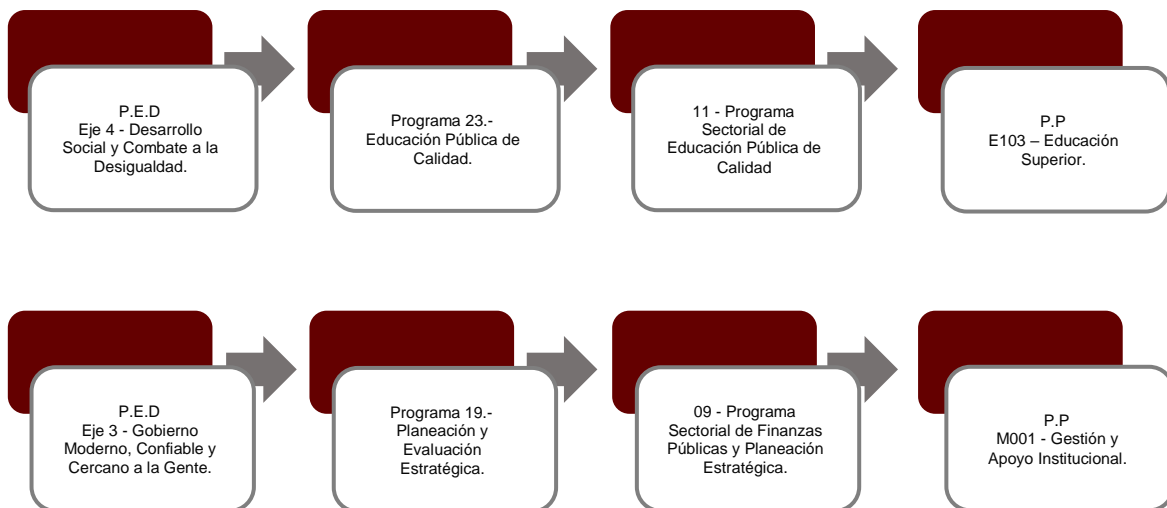 P.E.D
Eje 4 - Desarrollo
Social y Combate a la
Desigualdad.
Programa 23.-
Educación Pública de
Calidad.
11 - Programa
Sectorial de
Educación Pública de
Calidad
P.P
E103 – Educación
Superior.
P.E.D
Eje 3 - Gobierno
Moderno, Confiable y
Cercano a la Gente.
Programa 19.-
Planeación y
Evaluación
Estratégica.
09 - Programa
Sectorial de Finanzas
Públicas y Planeación
Estratégica.
P.P
M001 - Gestión y
Apoyo Institucional.